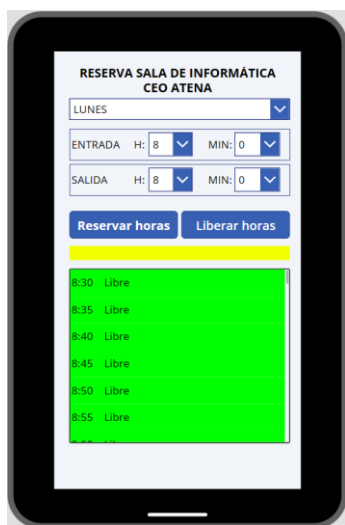 RESERVA SALA DE INFORMÁTICA
CEO ATENA
LUNES
ENTRADA H: 8 MIN: 0
SALIDA H: 8 MIN: 0
Reservar horas Liberar horas
8:30 Libre
8:35 Libre
8:40 Libre
8:45 Libre
8:50 Libre
8:55 Libre